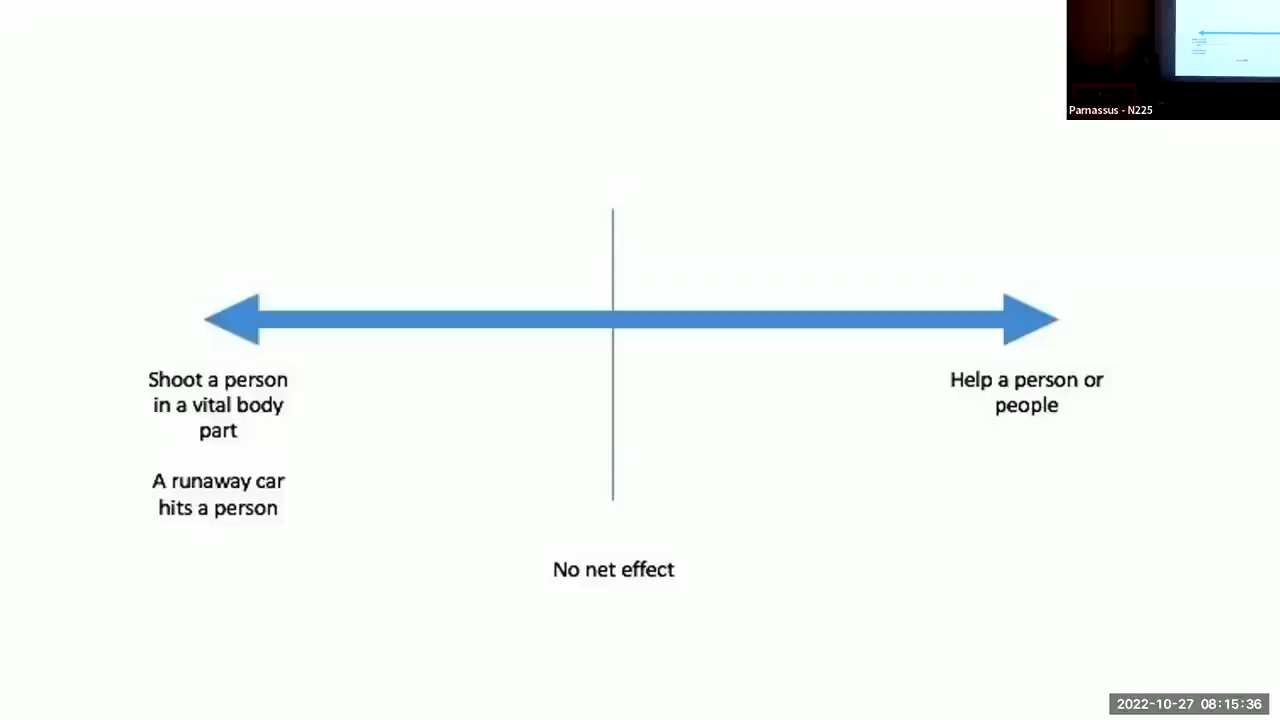 Parnassus - N225
Shoot a person
in a vital body
part
A runaway car
hits a person
Help a person or
people
No net effect
2022-10-27 08:15:36